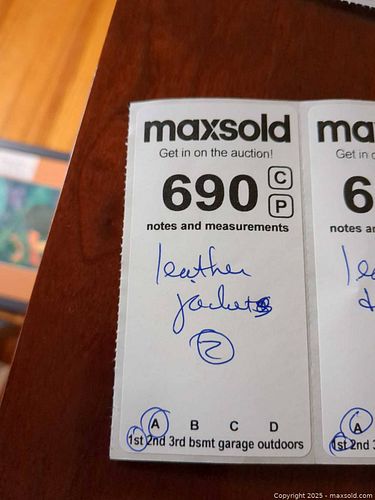 maxsold
Get in on the auction!
690 C P
notes and measurements
leather
jackets
2
A B C D
1st 2nd 3rd bsmt garage outdoors
ma
Get in
6
notes a
le
A
1st 2nd 3
Copyright 2025 - maxsold.com